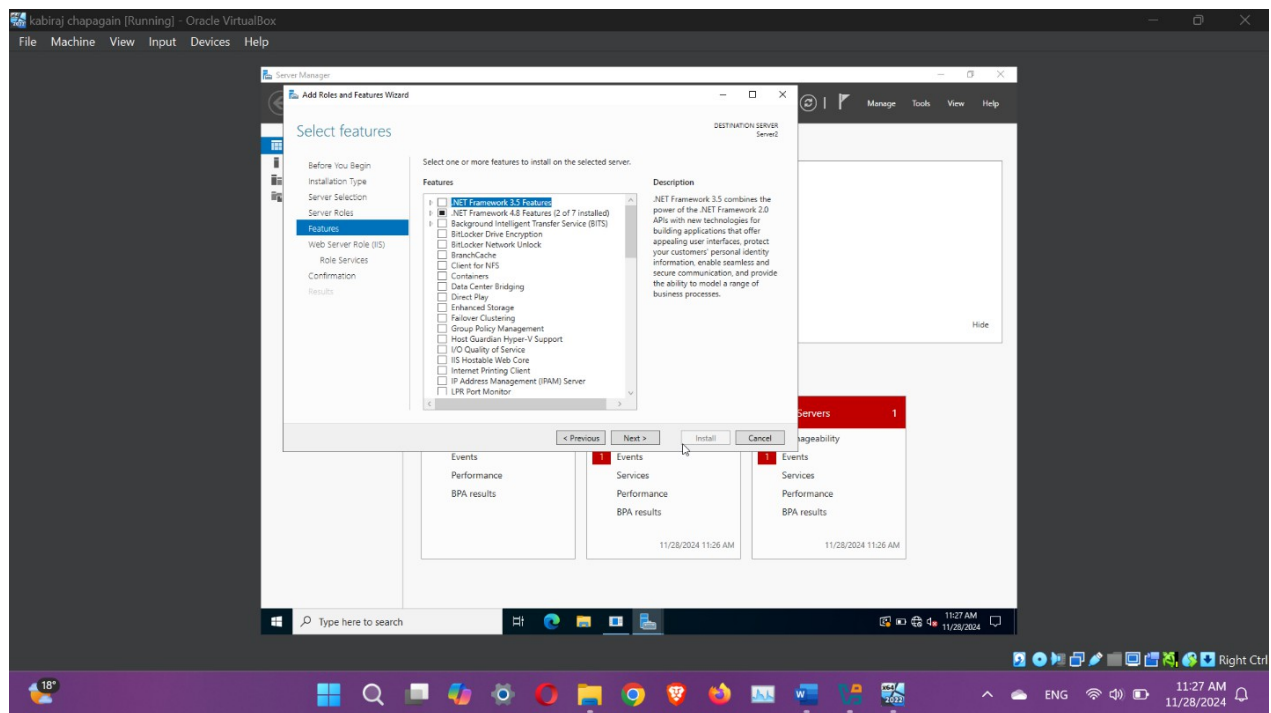 kabiraj chapagain [Running] - Oracle VirtualBox
File Machine View Input Devices Help
Server Manager
Manage Tools View Help
Add Roles and Features Wizard
Select features
DESTINATION SERVER
Server2
Before You Begin
Installation Type
Server Selection
Server Roles
Features
Web Server Role (IIS)
Role Services
Confirmation
Results
Select one or more features to install on the selected server.
Features
.NET Framework 3.5 Features
.NET Framework 4.8 Features (2 of 7 installed)
Background Intelligent Transfer Service (BITS)
BitLocker Drive Encryption
BitLocker Network Unlock
BranchCache
Client for NFS
Containers
Data Center Bridging
Direct Play
Enhanced Storage
Failover Clustering
Group Policy Management
Host Guardian Hyper-V Support
I/O Quality of Service
IIS Hostable Web Core
Internet Printing Client
IP Address Management (IPAM) Server
LPR Port Monitor
Description
.NET Framework 3.5 combines the
power of the .NET Framework 2.0
APIs with new technologies for
building applications that offer
appealing user interfaces, protect
your customers' personal identity
information, enable seamless and
secure communication, and provide
the ability to model a range of
business processes.
< Previous Next > Install Cancel
Hide
Servers 1
nageability
Events
1 Events
1 Events
Performance
Services
Services
BPA results
Performance
Performance
BPA results
BPA results
11/28/2024 11:26 AM
11/28/2024 11:26 AM
Type here to search
11:27 AM
11/28/2024
Right Ctrl
18°
x64
2022
ENG
11:27 AM
11/28/2024